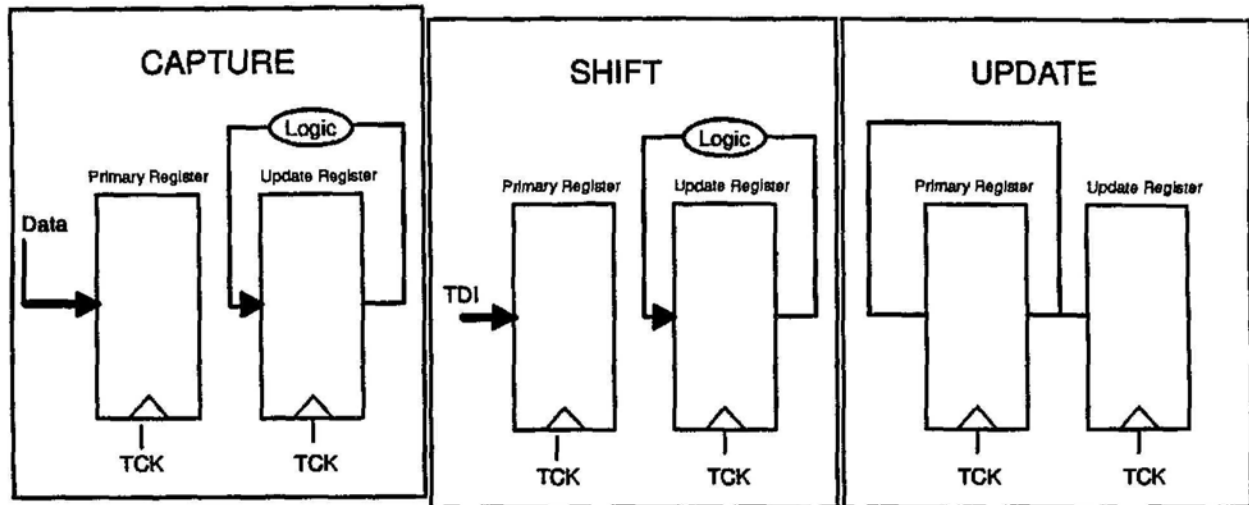 CAPTURE
Logic
Primary Register
Update Register
Data
TCK
TCK
SHIFT
Logic
Primary Register
Update Register
TDI
TCK
TCK
UPDATE
Primary Register
Update Register
TCK
TCK